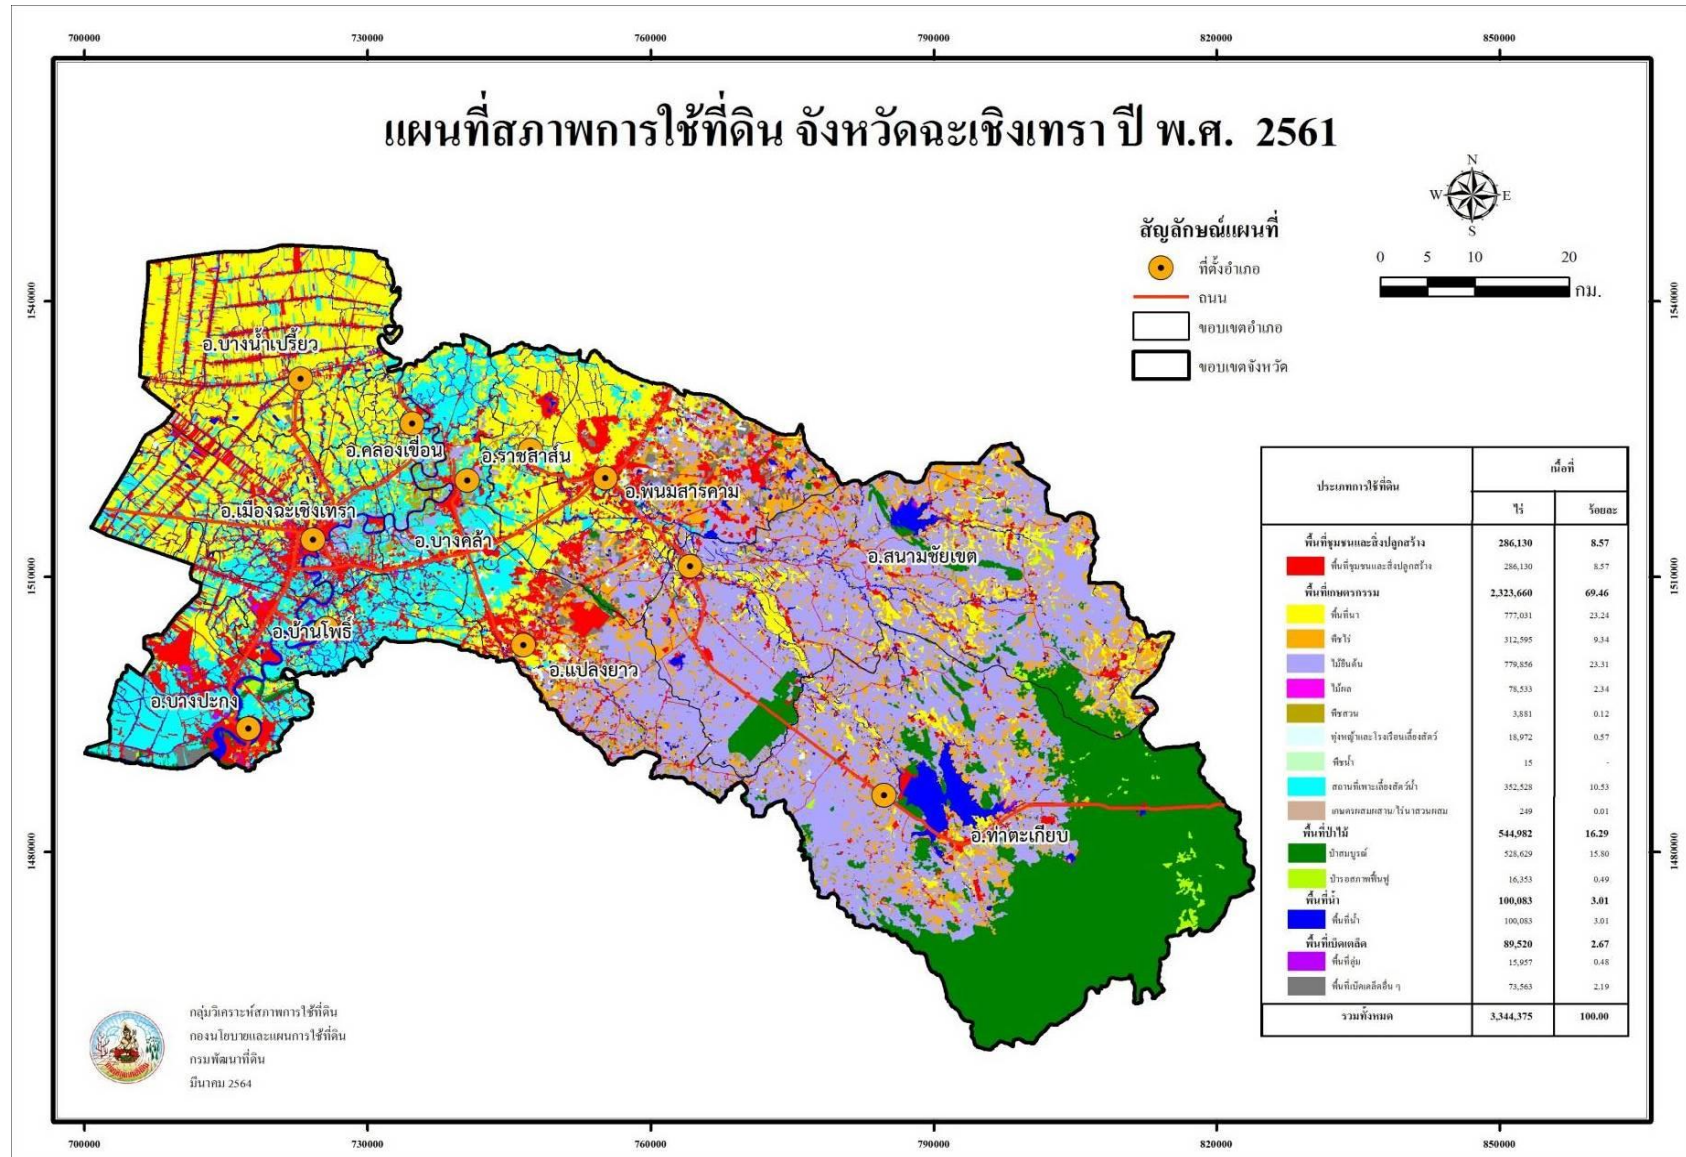 700000 730000 760000 790000 820000 850000
แผนที่สภาพการใช้ที่ดิน จังหวัดฉะเชิงเทรา ปี พ.ศ. 2561
N
W E
S
สัญลักษณ์แผนที่
ที่ตั้งอำเภอ
ถนน
ขอบเขตอำเภอ
ขอบเขตจังหวัด
0 5 10 20
กม.
1540000 1540000
1510000 1510000
1480000 1480000
อ.บางน้ำเปรี้ยว
อ.คลองเขื่อน
อ.ราชสาส์น
อ.พนมสารคาม
อ.เมืองฉะเชิงเทรา
อ.บางคล้า
อ.สนามชัยเขต
อ.บ้านโพธิ์
อ.แปลงยาว
อ.บางปะกง
อ.ท่าตะเกียบ
ประเภทการใช้ที่ดิน เนื้อที่
ไร่ ร้อยละ
พื้นที่ชุมชนและสิ่งปลูกสร้าง 286,130 8.57
พื้นที่ชุมชนและสิ่งปลูกสร้าง 286,130 8.57
พื้นที่เกษตรกรรม 2,323,660 69.46
พื้นที่นา 777,031 23.24
พืชไร่ 312,595 9.34
ไม้ยืนต้น 779,856 23.31
ไม้ผล 78,533 2.34
พืชสวน 3,881 0.12
ทุ่งหญ้าและโรงเรือนเลี้ยงสัตว์ 18,972 0.57
พืชน้ำ 15 -
สถานที่เพาะเลี้ยงสัตว์น้ำ 352,528 10.53
เกษตรผสมผสาน/ไร่นาสวนผสม 249 0.01
พื้นที่ป่าไม้ 544,982 16.29
ป่าสมบูรณ์ 528,629 15.80
ป่ารอสภาพฟื้นฟู 16,353 0.49
พื้นที่น้ำ 100,083 3.01
พื้นที่น้ำ 100,083 3.01
พื้นที่เบ็ดเตล็ด 89,520 2.67
พื้นที่ลุ่ม 15,957 0.48
พื้นที่เบ็ดเตล็ดอื่น ๆ 73,563 2.19
รวมทั้งหมด 3,344,375 100.00
กลุ่มวิเคราะห์สภาพการใช้ที่ดิน
กองนโยบายและแผนการใช้ที่ดิน
กรมพัฒนาที่ดิน
มีนาคม 2564
700000 730000 760000 790000 820000 850000